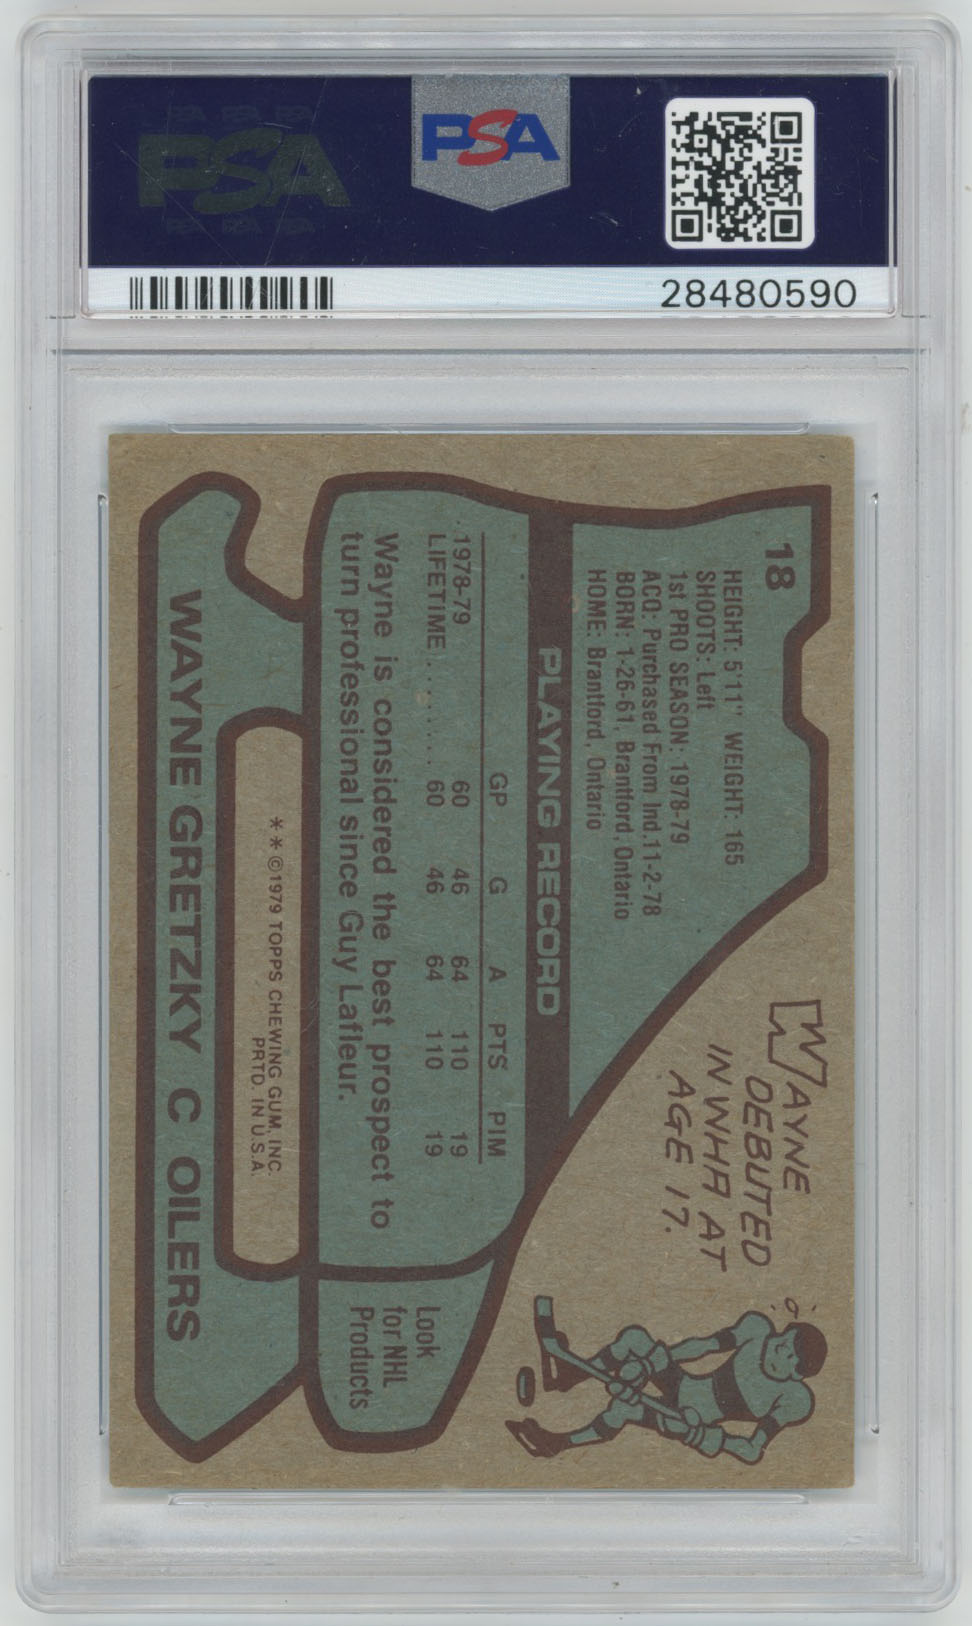 PSA
PSA
28480590
18
HEIGHT: 5'11" WEIGHT: 165
SHOOTS: Left
1st PRO SEASON: 1978-79
ACQ: Purchased From Ind. 11-2-78
BORN: 1-26-61, Brantford, Ontario
HOME: Brantford, Ontario
WAYNE
DEBUTED
IN WHA AT
AGE 17.
PLAYING RECORD
GP G A PTS PIM
1978-79 60 46 64 110 19
LIFETIME ........ 60 46 64 110 19
Wayne is considered the best prospect to
turn professional since Guy Lafleur.
Look
for NHL
Products
* * © 1979 TOPPS CHEWING GUM, INC.
PRTD. IN U.S.A.
WAYNE GRETZKY C OILERS